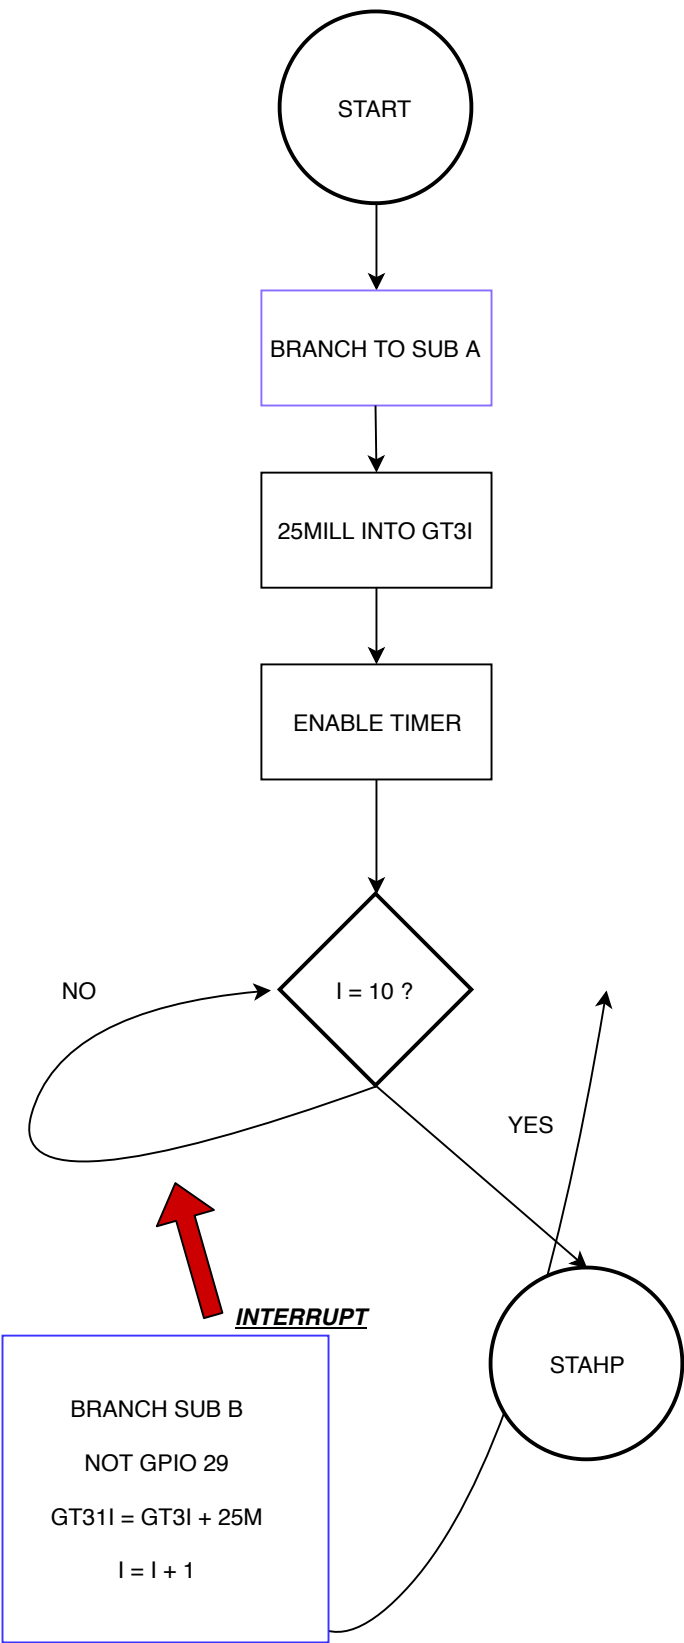 START
BRANCH TO SUB A
25MILL INTO GT3I
ENABLE TIMER
I = 10 ?
NO
YES
INTERRUPT
STAHP
BRANCH SUB B
NOT GPIO 29
GT31I = GT3I + 25M
I = I + 1